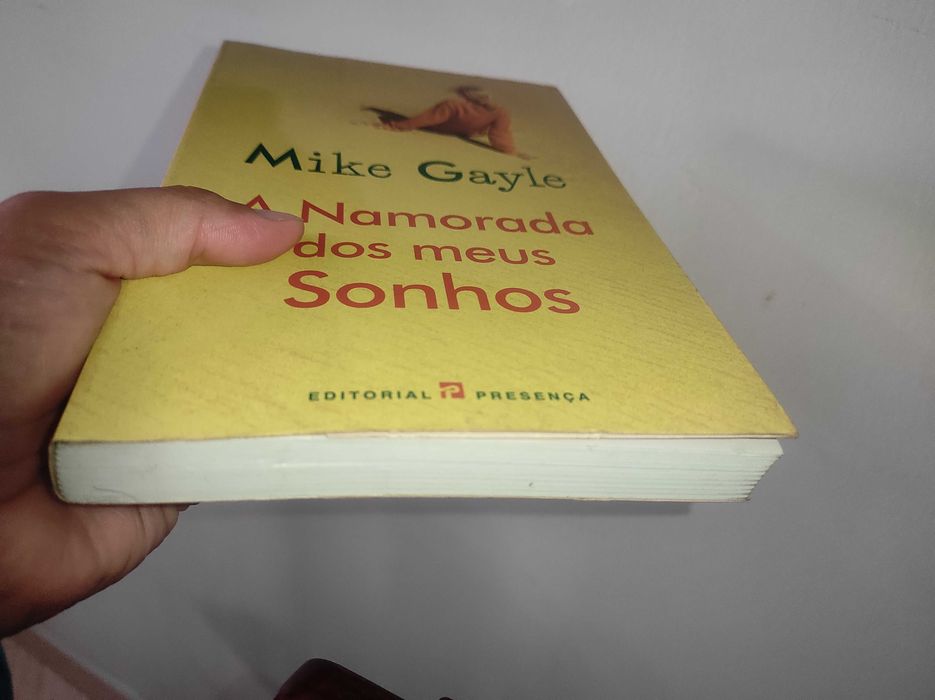 Mike Gayle
A Namorada
dos meus
Sonhos
EDITORIAL P PRESENÇA